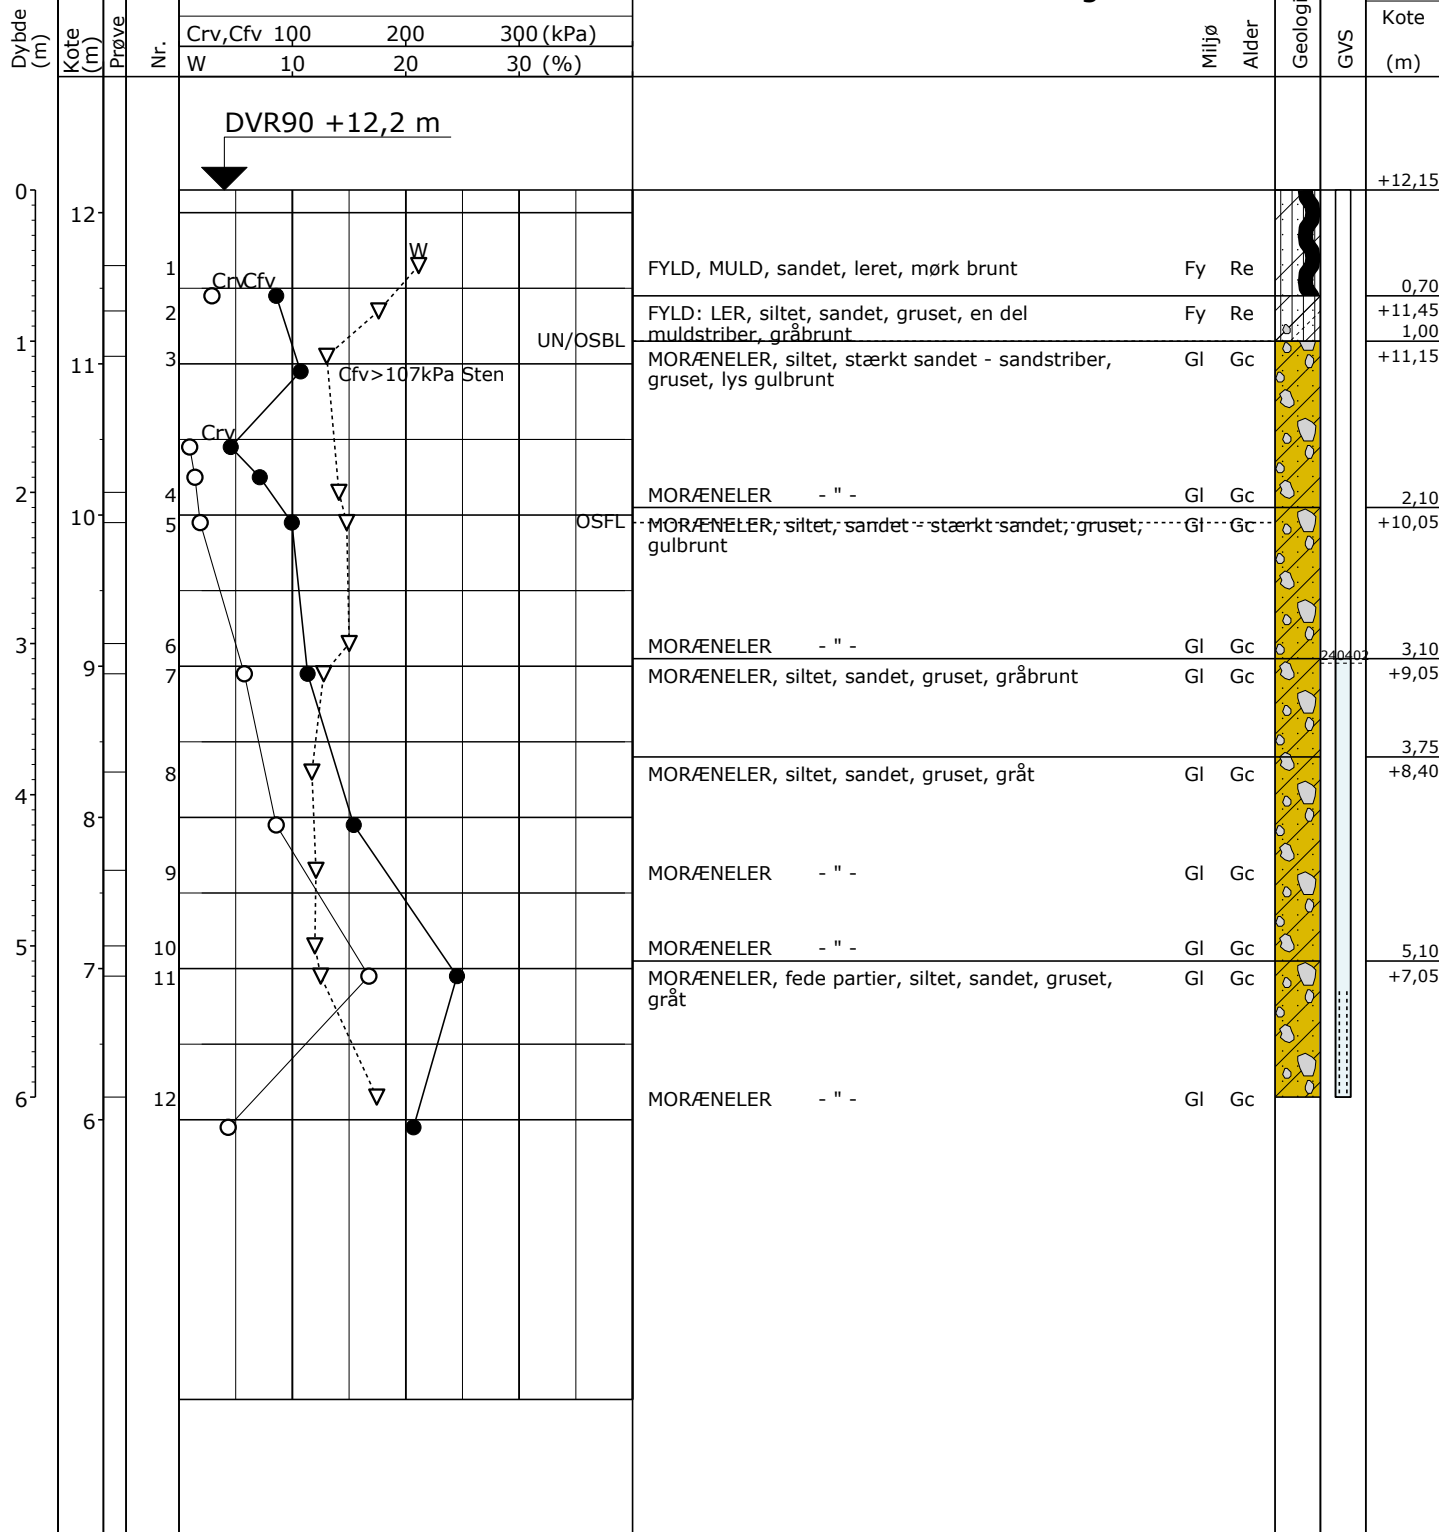 Dybde
(m)
Kote
(m)
Prøve
Nr.
Crv,Cfv 100 200 300 (kPa)
W 10 20 30 (%)
Miljø
Alder
Geologi
GVS
Kote
(m)
DVR90 +12,2 m
0
+12,15
12
W
1
FYLD, MULD, sandet, leret, mørk brunt Fy Re
Crv Cfv
0,70
2
FYLD: LER, siltet, sandet, gruset, en del Fy Re
+11,45
muldstriber, gråbrunt
1,00
1
UN/OSBL
3
MORÆNELER, siltet, stærkt sandet - sandstriber, Gl Gc
+11,15
11
Cfv>107kPa Sten
gruset, lys gulbrunt
Crv
2
4
MORÆNELER - " - Gl Gc
2,10
10
5
OSFL
MORÆNELER, siltet, sandet - stærkt sandet, gruset, Gl Gc
+10,05
gulbrunt
3
6
MORÆNELER - " - Gl Gc
3,10
240402
9
7
MORÆNELER, siltet, sandet, gruset, gråbrunt Gl Gc
+9,05
3,75
8
MORÆNELER, siltet, sandet, gruset, gråt Gl Gc
+8,40
4
8
9
MORÆNELER - " - Gl Gc
5
10
MORÆNELER - " - Gl Gc
5,10
7
11
MORÆNELER, fede partier, siltet, sandet, gruset, Gl Gc
+7,05
gråt
6
12
MORÆNELER - " - Gl Gc
6